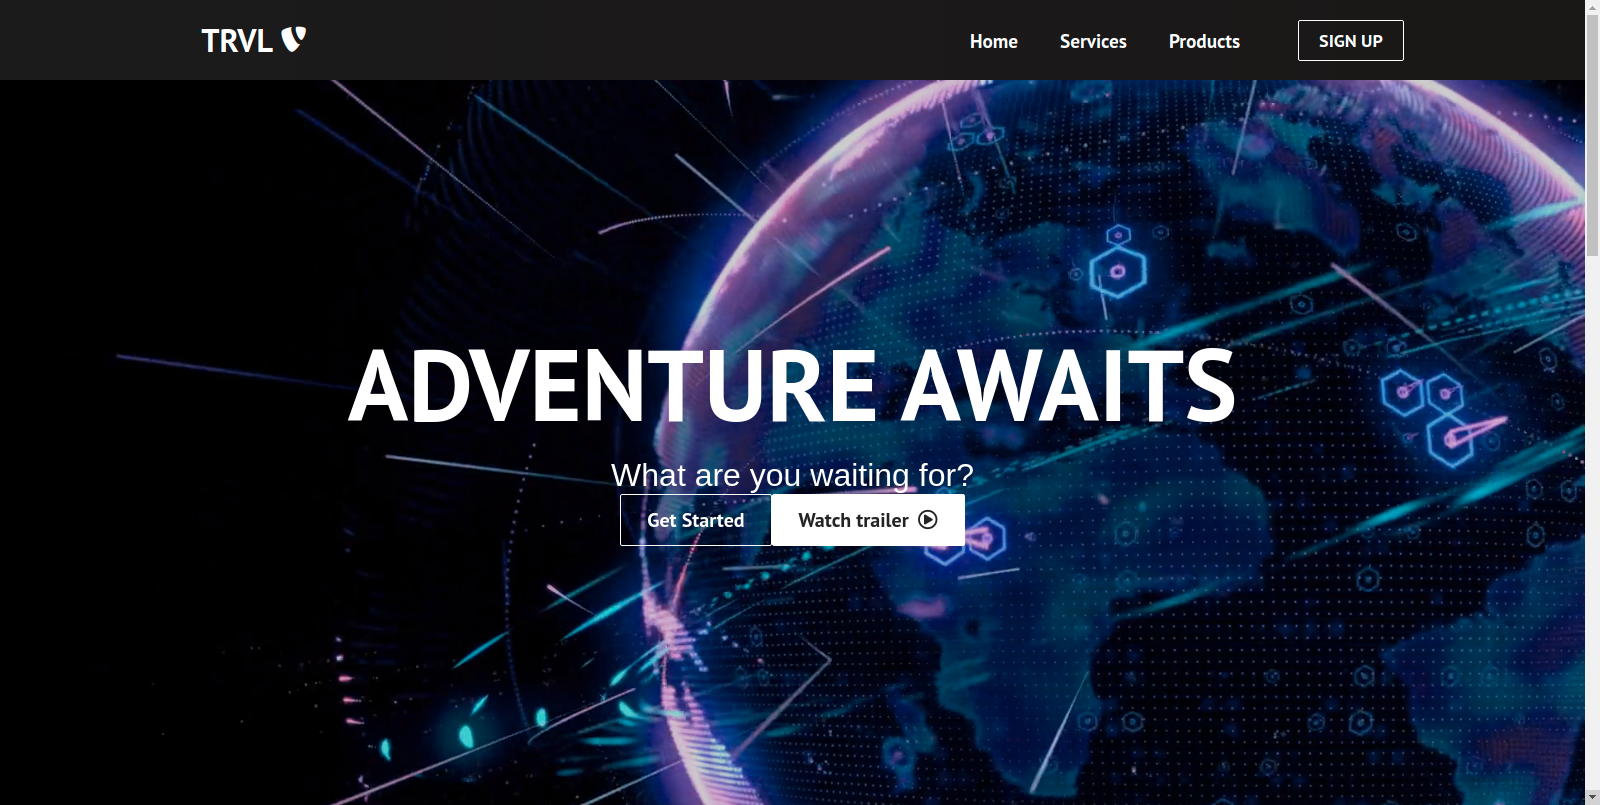 TRVL
Home Services Products SIGN UP
ADVENTURE AWAITS
What are you waiting for?
Get Started Watch trailer